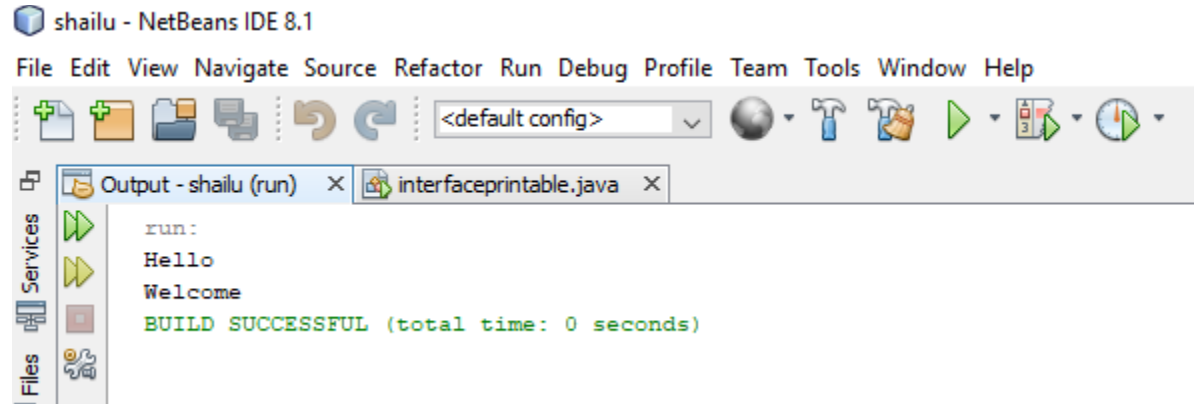 shailu - NetBeans IDE 8.1
File Edit View Navigate Source Refactor Run Debug Profile Team Tools Window Help
<default config>
Output - shailu (run) interfaceprintable.java
Services
Files
run:
Hello
Welcome
BUILD SUCCESSFUL (total time: 0 seconds)